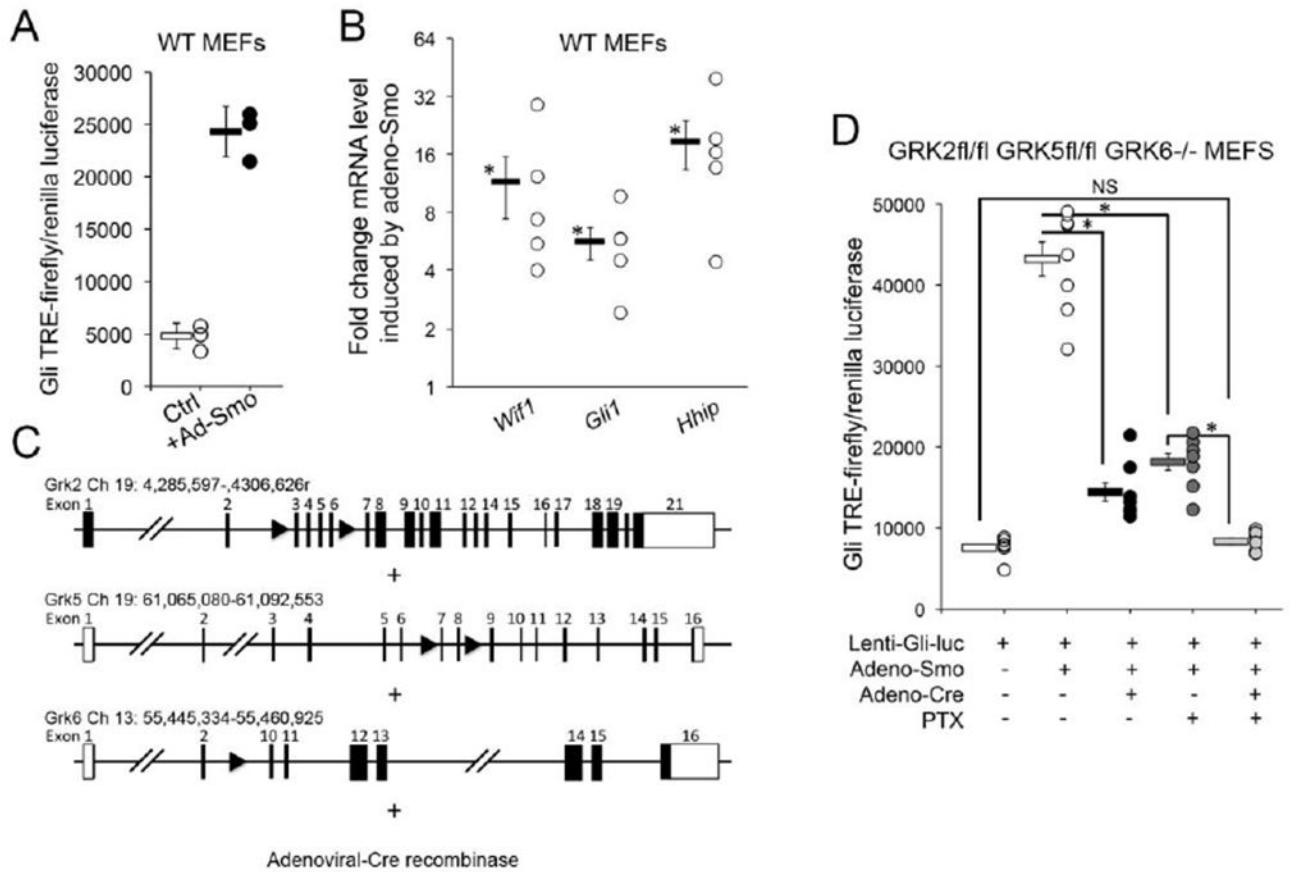 A
WT MEFs
Gli TRE-firefly/renilla luciferase
30000
25000
20000
15000
10000
5000
0
Ctrl
+Ad-Smo
B
WT MEFs
Fold change mRNA level
induced by adeno-Smo
64
32
16
8
4
2
1
*
*
*
Wif1
Gli1
Hhip
C
Grk2 Ch 19: 4,285,597-,4306,626r
Exon 1 2 3 4 5 6 7 8 9 10 11 12 13 14 15 16 17 18 19 21
+
Grk5 Ch 19: 61,065,080-61,092,553
Exon 1 2 3 4 5 6 7 8 9 10 11 12 13 14 15 16
+
Grk6 Ch 13: 55,445,334-55,460,925
Exon 1 2 10 11 12 13 14 15 16
+
Adenoviral-Cre recombinase
D
GRK2fl/fl GRK5fl/fl GRK6-/- MEFS
NS
*
*
*
Gli TRE-firefly/renilla luciferase
50000
40000
30000
20000
10000
0
Lenti-Gli-luc + + + + +
Adeno-Smo - + + + +
Adeno-Cre - - + - +
PTX - - - + +